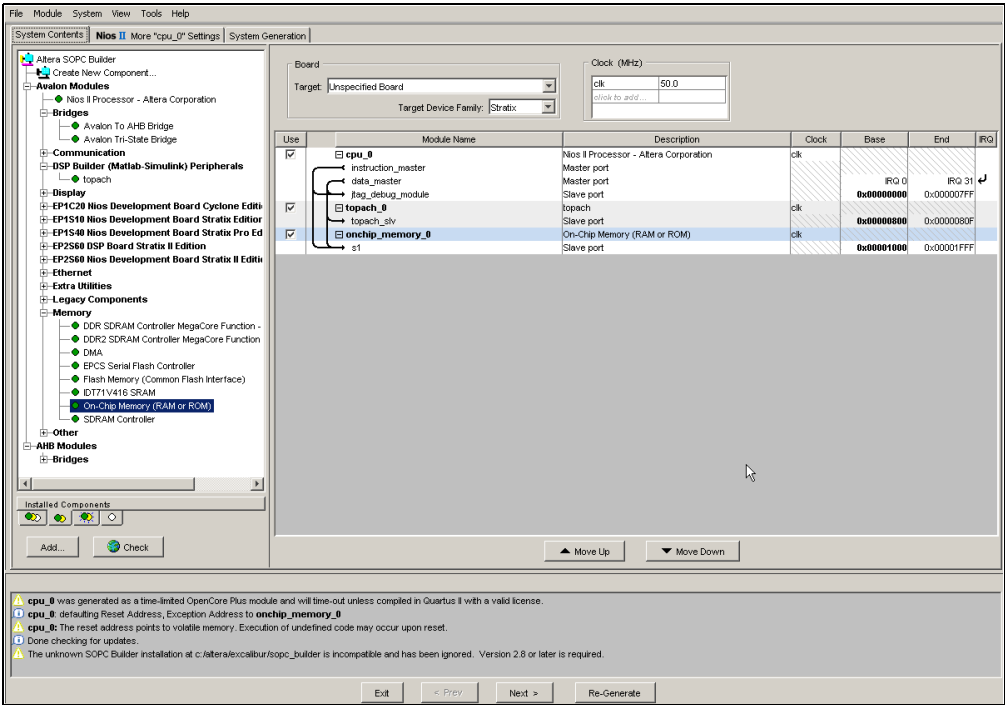 File Module System View Tools Help
System Contents Nios II More "cpu_0" Settings System Generation
Altera SOPC Builder
Create New Component...
Avalon Modules
Nios II Processor - Altera Corporation
Bridges
Avalon To AHB Bridge
Avalon Tri-State Bridge
Communication
DSP Builder (Matlab-Simulink) Peripherals
topach
Display
EP1C20 Nios Development Board Cyclone Editi
EP1S10 Nios Development Board Stratix Edition
EP1S40 Nios Development Board Stratix Pro Ed
EP2S60 DSP Board Stratix II Edition
EP2S60 Nios Development Board Stratix II Editi
Ethernet
Extra Utilities
Legacy Components
Memory
DDR SDRAM Controller MegaCore Function -
DDR2 SDRAM Controller MegaCore Function
DMA
EPCS Serial Flash Controller
Flash Memory (Common Flash Interface)
IDT71V416 SRAM
On-Chip Memory (RAM or ROM)
SDRAM Controller
Other
AHB Modules
Bridges
Installed Components
Add... Check
Board
Target: Unspecified Board
Target Device Family: Stratix
Clock (MHz)
clk 50.0
click to add...
Use Module Name Description Clock Base End IRQ
cpu_0 Nios II Processor - Altera Corporation clk
instruction_master Master port
data_master Master port IRQ 0 IRQ 31
jtag_debug_module Slave port 0x00000000 0x000007FF
topach_0 topach clk
topach_slv Slave port 0x00000800 0x0000080F
onchip_memory_0 On-Chip Memory (RAM or ROM) clk
s1 Slave port 0x00001000 0x00001FFF
Move Up Move Down
cpu_0 was generated as a time-limited OpenCore Plus module and will time-out unless compiled in Quartus II with a valid license.
cpu_0: defaulting Reset Address, Exception Address to onchip_memory_0
cpu_0: The reset address points to volatile memory. Execution of undefined code may occur upon reset.
Done checking for updates.
The unknown SOPC Builder installation at c:/altera/excalibur/sopc_builder is incompatible and has been ignored. Version 2.8 or later is required.
Exit < Prev Next > Re-Generate